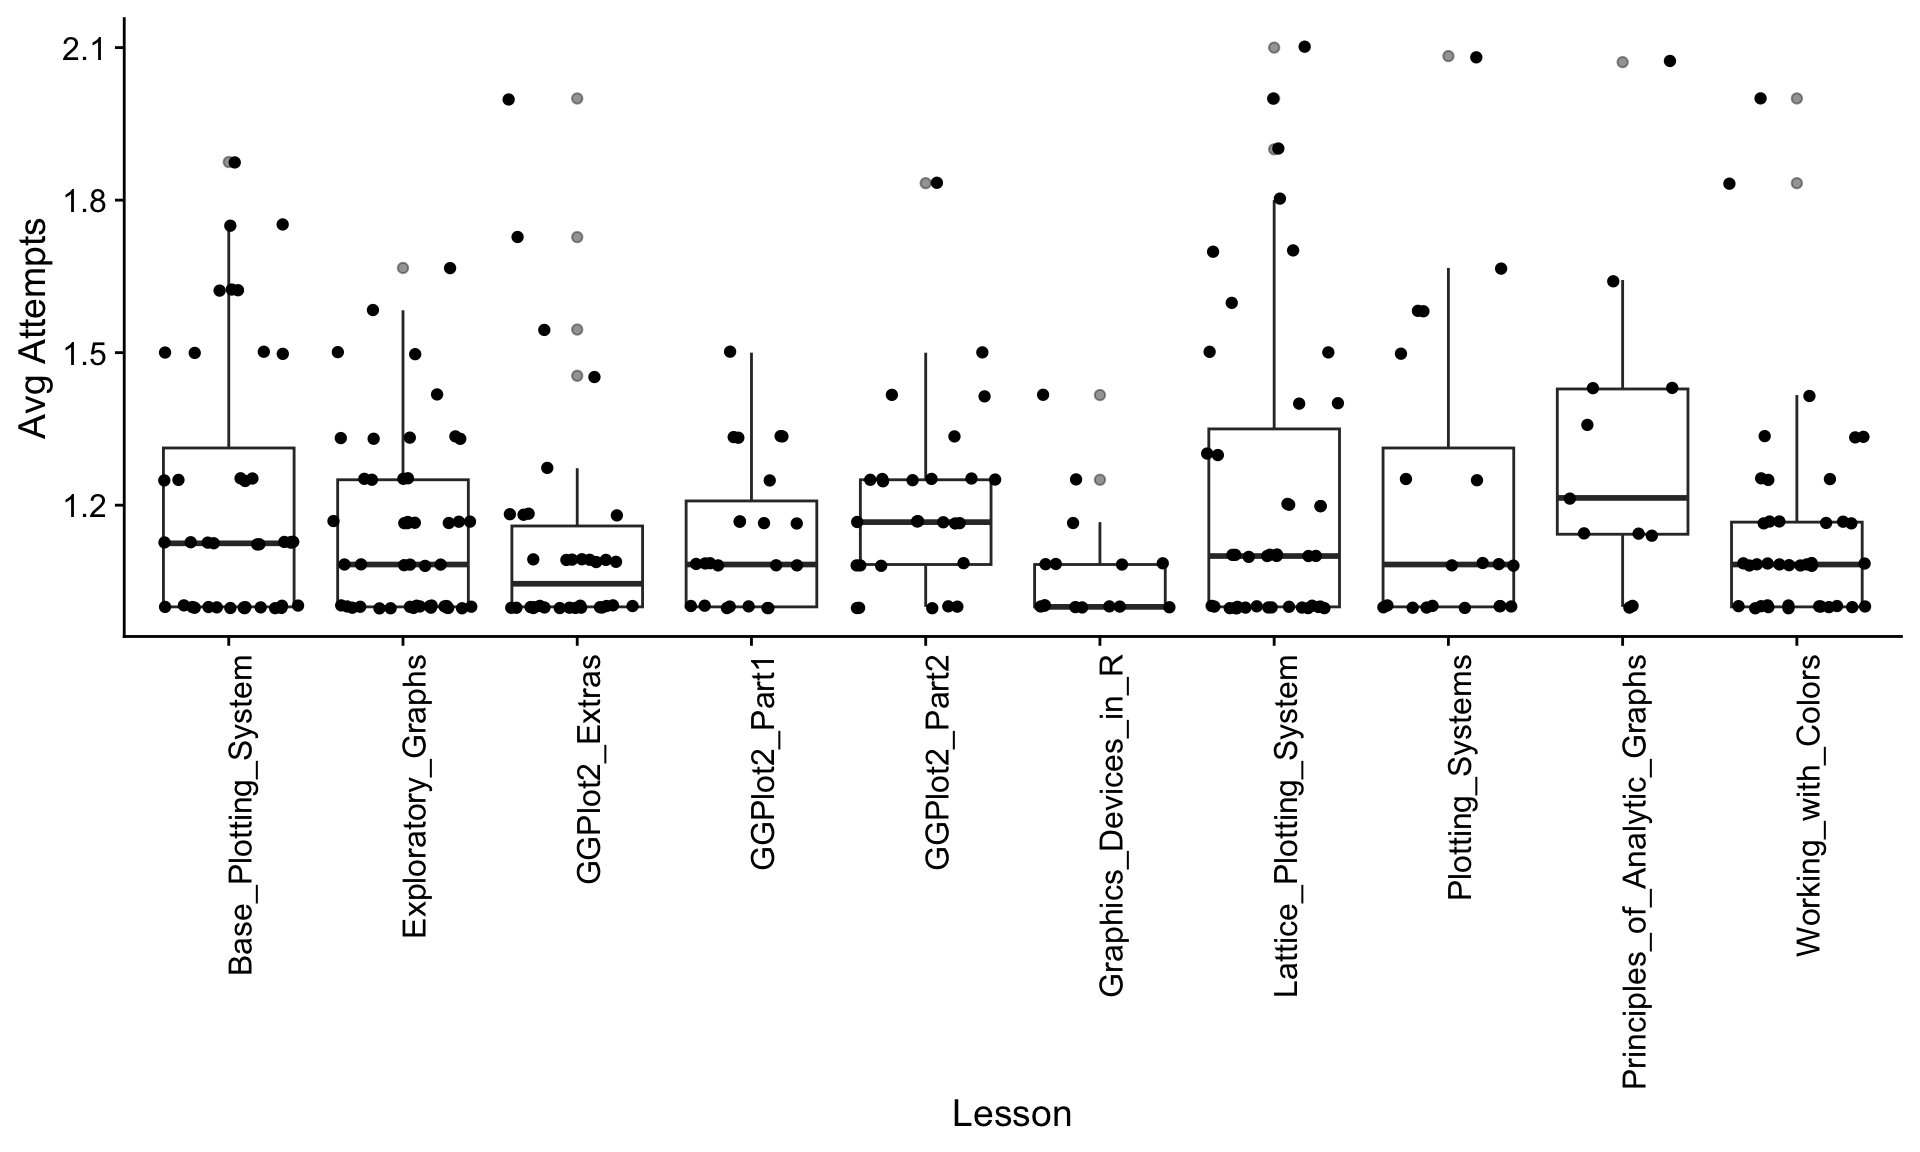 Avg Attempts
2.1
1.8
1.5
1.2
Base_Plotting_System
Exploratory_Graphs
GGPlot2_Extras
GGPlot2_Part1
GGPlot2_Part2
Graphics_Devices_in_R
Lattice_Plotting_System
Plotting_Systems
Principles_of_Analytic_Graphs
Working_with_Colors
Lesson